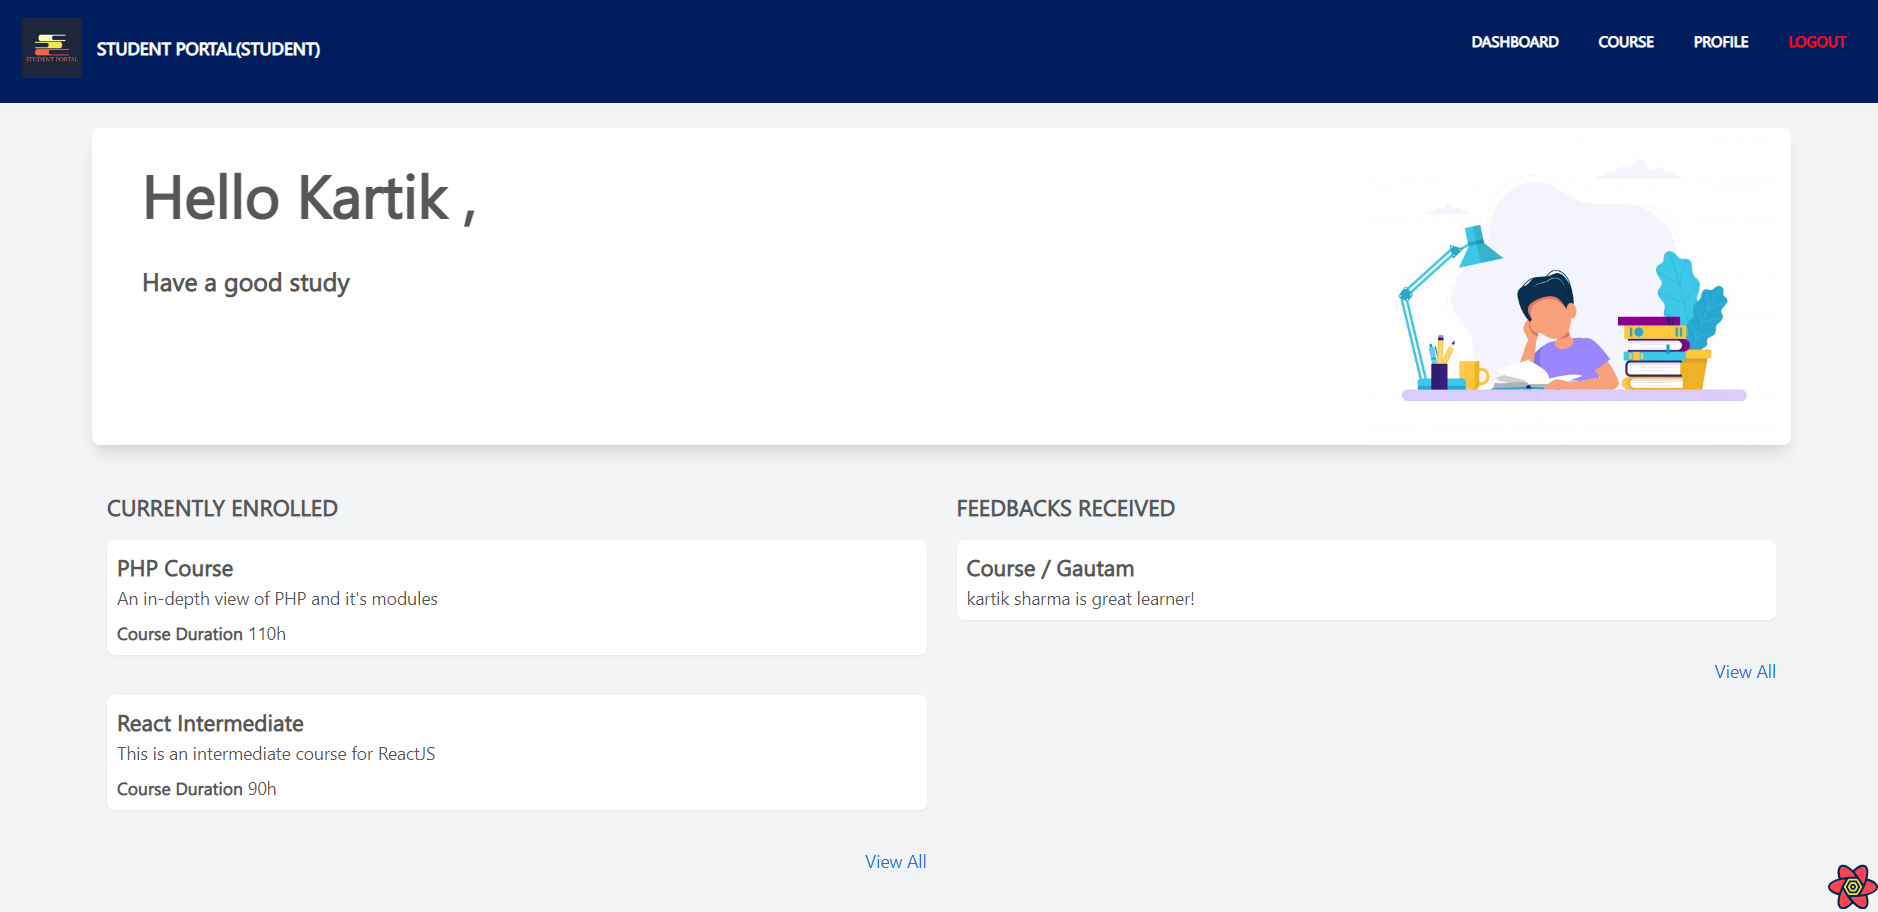 STUDENT PORTAL
STUDENT PORTAL(STUDENT)
DASHBOARD
COURSE
PROFILE
LOGOUT
Hello Kartik ,
Have a good study
CURRENTLY ENROLLED
PHP Course
An in-depth view of PHP and it's modules
Course Duration 110h
React Intermediate
This is an intermediate course for ReactJS
Course Duration 90h
View All
FEEDBACKS RECEIVED
Course / Gautam
kartik sharma is great learner!
View All